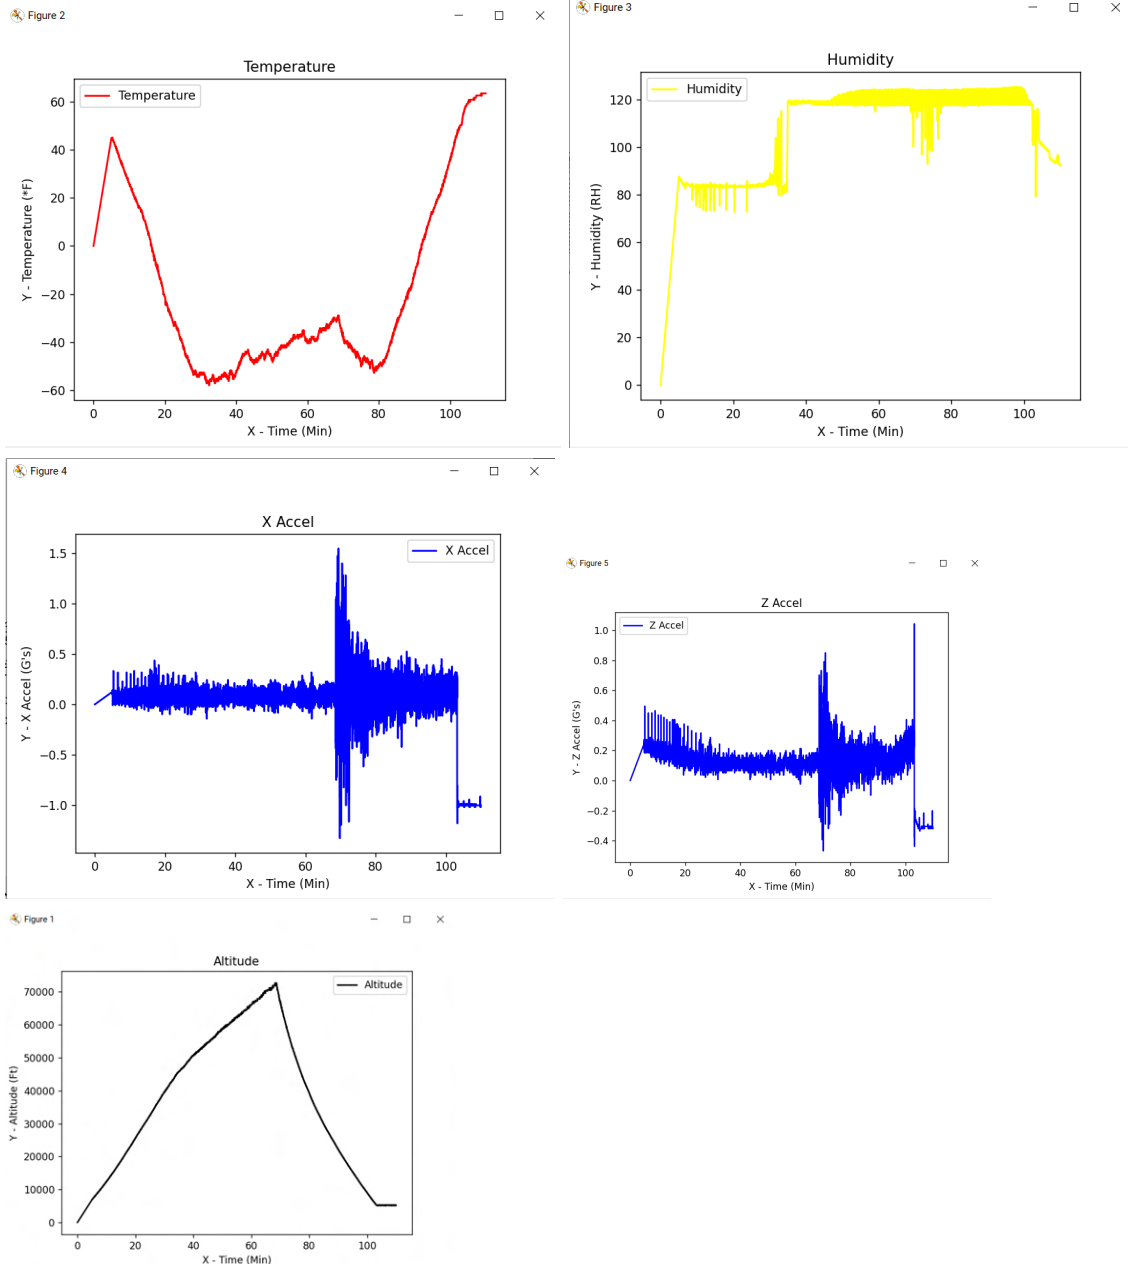 Figure 2
Temperature
Temperature
60
40
20
0
−20
−40
−60
Y - Temperature (*F)
0 20 40 60 80 100
X - Time (Min)
Figure 3
Humidity
Humidity
120
100
80
60
40
20
0
Y - Humidity (RH)
0 20 40 60 80 100
X - Time (Min)
Figure 4
X Accel
X Accel
1.5
1.0
0.5
0.0
−0.5
−1.0
Y - X Accel (G's)
0 20 40 60 80 100
X - Time (Min)
Figure 5
Z Accel
Z Accel
1.0
0.8
0.6
0.4
0.2
0.0
−0.2
−0.4
Y - Z Accel (G's)
0 20 40 60 80 100
X - Time (Min)
Figure 1
Altitude
Altitude
70000
60000
50000
40000
30000
20000
10000
0
Y - Altitude (Ft)
0 20 40 60 80 100
X - Time (Min)